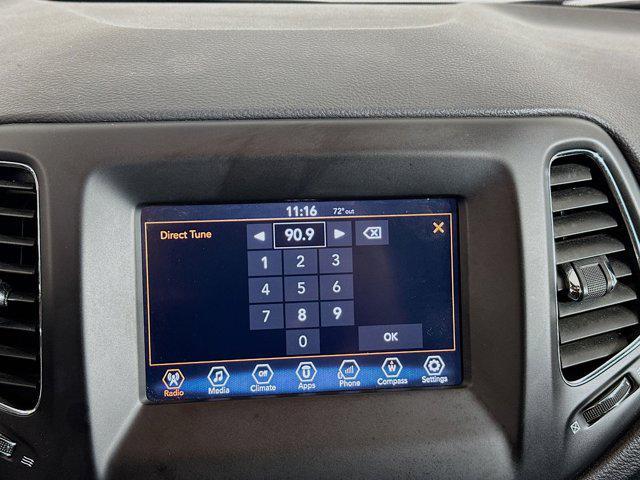 11:16 72°out
Direct Tune
90.9
1 2 3
4 5 6
7 8 9
0 OK
Off
Radio Media Climate Apps Phone Compass Settings